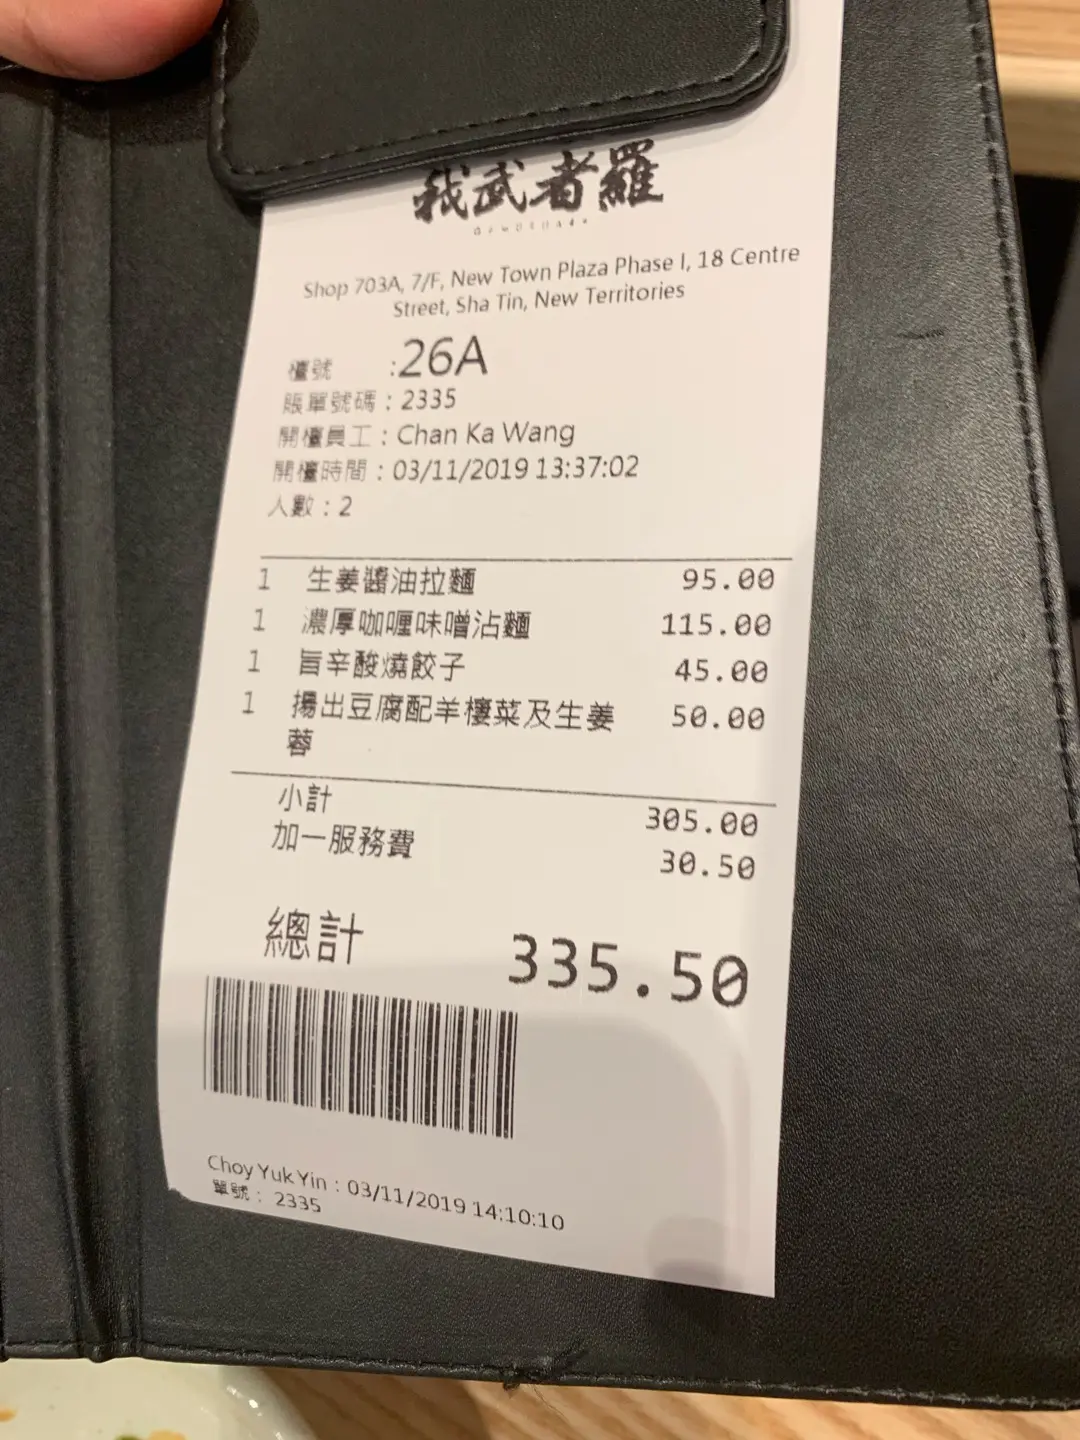 我武者羅
Shop 703A, 7/F, New Town Plaza Phase I, 18 Centre
Street, Sha Tin, New Territories
檯號 :26A
賬單號碼 : 2335
開檯員工 : Chan Ka Wang
開檯時間 : 03/11/2019 13:37:02
人數 : 2
1 生姜醬油拉麵 95.00
1 濃厚咖喱味噌沾麵 115.00
1 旨辛酸燒餃子 45.00
1 揚出豆腐配羊棲菜及生姜 50.00
蓉
小計 305.00
加一服務費 30.50
總計 335.50
Choy Yuk Yin : 03/11/2019 14:10:10
單號 : 2335